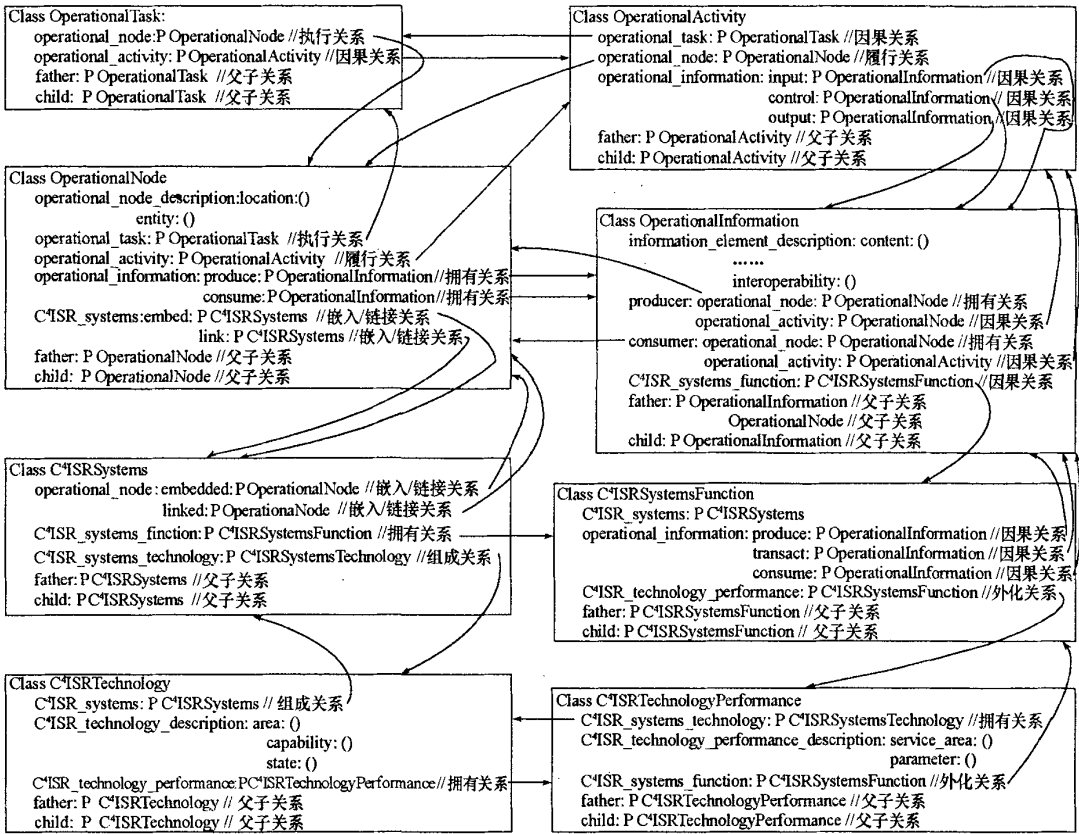 Class OperationalTask:
operational_node:P OperationalNode //执行关系
operational_activity: P OperationalActivity //因果关系
father: P OperationalTask //父子关系
child: P OperationalTask //父子关系
Class OperationalActivity
operational_task: P OperationalTask //因果关系
operational_node: P OperationalNode //履行关系
operational_information: input: P OperationalInformation //因果关系
control: P OperationalInformation //因果关系
output: P OperationalInformation //因果关系
father: P OperationalActivity //父子关系
child: P OperationalActivity //父子关系
Class OperationalNode
operational_node_description:location:()
entity: ()
operational_task: P OperationalTask //执行关系
operational_activity: P OperationalActivity //履行关系
operational_information: produce: P OperationalInformation//拥有关系
consume: P OperationalInformation//拥有关系
C⁴ISR_systems:embed: P C⁴ISRSystems //嵌入/链接关系
link: P C⁴ISRSystems //嵌入/链接关系
father: P OperationalNode //父子关系
child: P OperationalNode //父子关系
Class OperationalInformation
information_element_description: content: ()
……
interoperability: ()
producer: operational_node: P OperationalNode //拥有关系
operational_activity: P OperationalNode //因果关系
consumer: operational_node: P OperationalNode //拥有关系
operational_activity: P OperationalActivity //因果关系
C⁴ISR_systems_function: P C⁴ISRSystemsFunction //因果关系
father: P OperationalInformation //父子关系
OperationalNode //父子关系
child: P OperationalInformation //父子关系
Class C⁴ISRSystems
operational_node: embedded: P OperationalNode //嵌入/链接关系
linked: P OperationaNode //嵌入/链接关系
C⁴ISR_systems_finction: P C⁴ISRSystemsFunction //拥有关系
C⁴ISR_systems_technology: P C⁴ISRSystemsTechnology //组成关系
father: P C⁴ISRSystems //父子关系
child: P C⁴ISRSystems //父子关系
Class C⁴ISRSystemsFunction
C⁴ISR_systems: P C⁴ISRSystems
operational_information: produce: P OperationalInformation //因果关系
transact: P OperationalInformation //因果关系
consume: P OperationalInformation //因果关系
C⁴ISR_technology_performance: P C⁴ISRSystemsFunction //外化关系
father: P C⁴ISRSystemsFunction //父子关系
child: P C⁴ISRSystemsFunction // 父子关系
Class C⁴ISRTechnology
C⁴ISR_systems: P C⁴ISRSystems // 组成关系
C⁴ISR_technology_description: area: ()
capability: ()
state: ()
C⁴ISR_technology_performance: PC⁴ISRTechnologyPerformance// 拥有关系
father: P C⁴ISRTechnology // 父子关系
child: P C⁴ISRTechnology // 父子关系
Class C⁴ISRTechnologyPerformance
C⁴ISR_systems_technology: P C⁴ISRSystemsTechnology //拥有关系
C⁴ISR_technology_performance_description: service_area: ()
parameter: ()
C⁴ISR_systems_function: P C⁴ISRSystemsFunction //外化关系
father: P C⁴ISRTechnologyPerformance //父子关系
child: P C⁴ISRTechnologyPerformance //父子关系